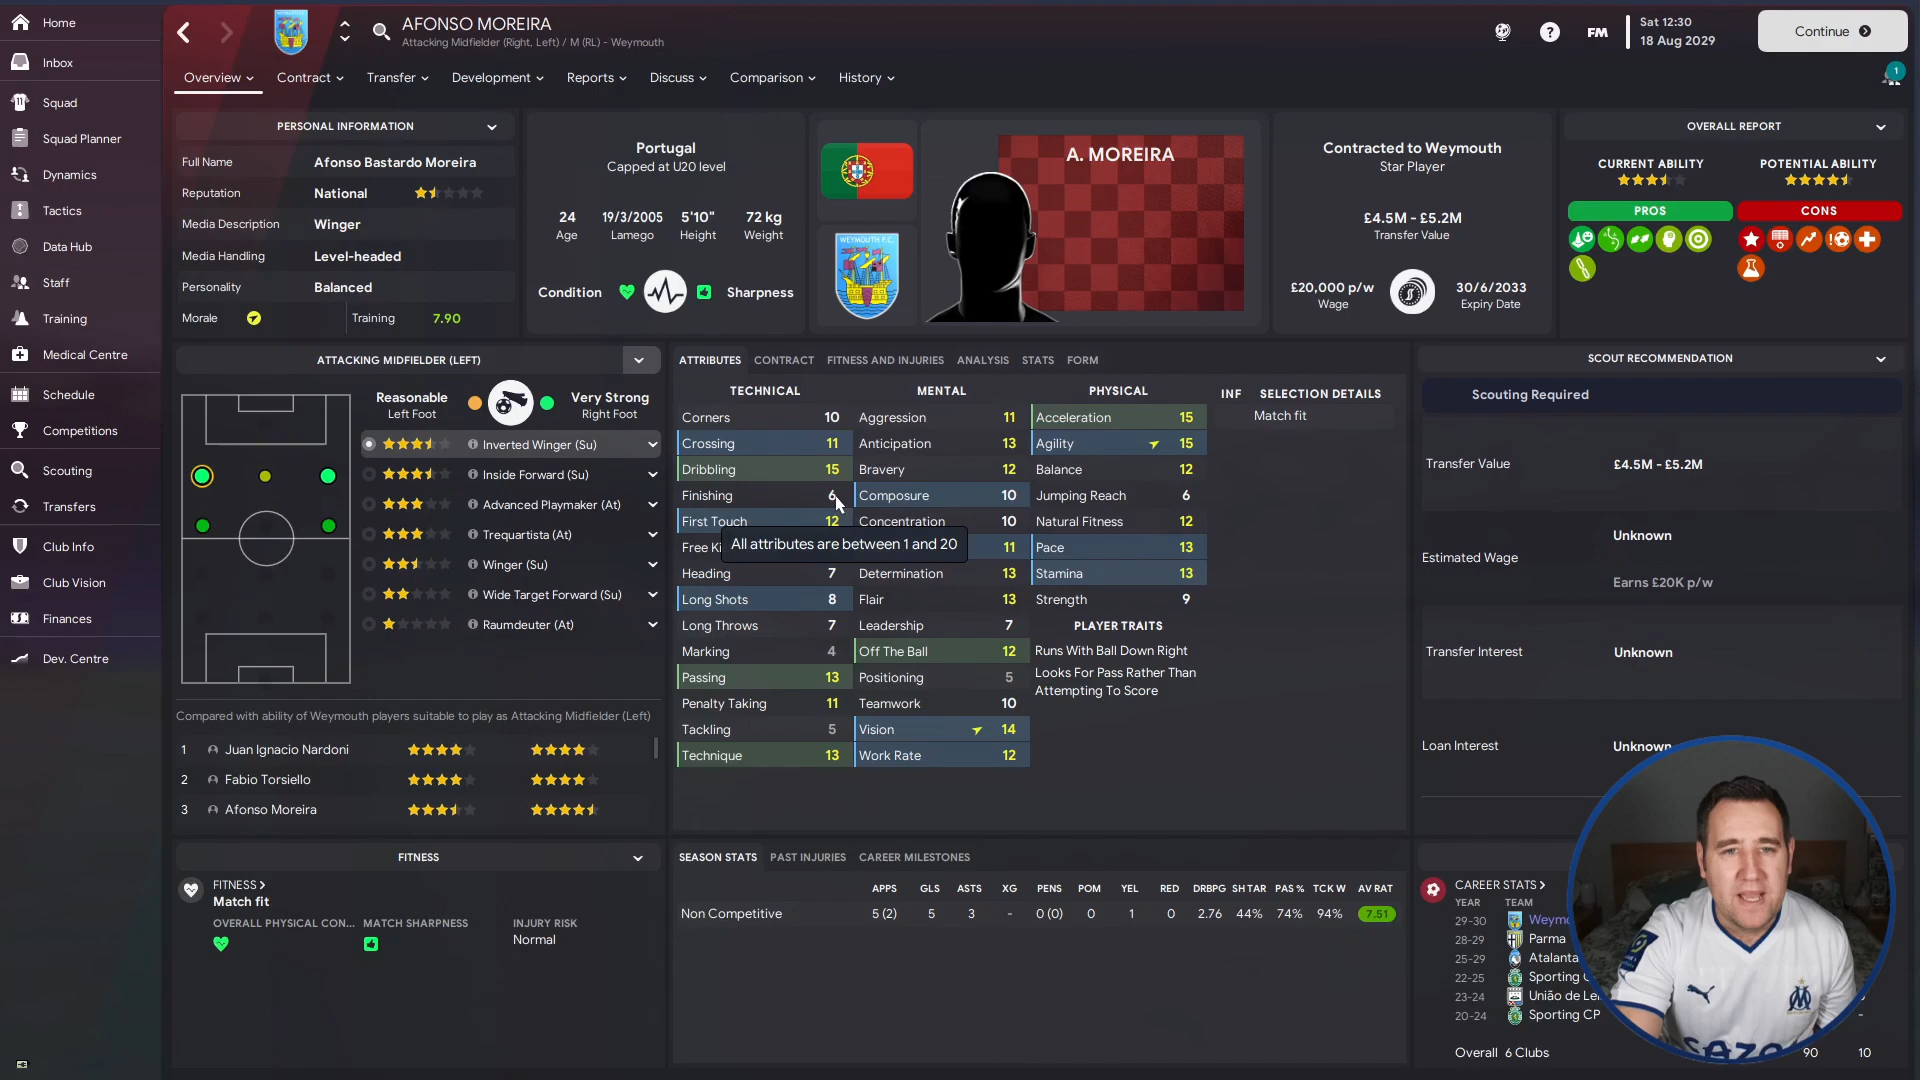 Home
Inbox
Squad
Squad Planner
Dynamics
Tactics
Data Hub
Staff
Training
Medical Centre
Schedule
Competitions
Scouting
Transfers
Club Info
Club Vision
Finances
Dev. Centre
AFONSO MOREIRA
Attacking Midfielder (Right, Left) / M (RL) - Weymouth
FM
Sat 12:30
18 Aug 2029
Continue
1
Overview Contract Transfer Development Reports Discuss Comparison History
PERSONAL INFORMATION
Full Name Afonso Bastardo Moreira
Reputation National
Media Description Winger
Media Handling Level-headed
Personality Balanced
Morale Training 7.90
Portugal
Capped at U20 level
24 19/3/2005 5'10" 72 kg
Age Lamego Height Weight
Condition Sharpness
A. MOREIRA
WEYMOUTH F.C.
Contracted to Weymouth
Star Player
£4.5M - £5.2M
Transfer Value
£20,000 p/w 30/6/2033
Wage Expiry Date
OVERALL REPORT
CURRENT ABILITY POTENTIAL ABILITY
PROS CONS
ATTACKING MIDFIELDER (LEFT)
Reasonable Very Strong
Left Foot Right Foot
Inverted Winger (Su)
Inside Forward (Su)
Advanced Playmaker (At)
Trequartista (At)
Winger (Su)
Wide Target Forward (Su)
Raumdeuter (At)
Compared with ability of Weymouth players suitable to play as Attacking Midfielder (Left)
1 Juan Ignacio Nardoni
2 Fabio Torsiello
3 Afonso Moreira
ATTRIBUTES CONTRACT FITNESS AND INJURIES ANALYSIS STATS FORM
TECHNICAL MENTAL PHYSICAL
Corners 10 Aggression 11 Acceleration 15
Crossing 11 Anticipation 13 Agility 15
Dribbling 15 Bravery 12 Balance 12
Finishing 6 Composure 10 Jumping Reach 6
First Touch 12 Concentration 10 Natural Fitness 12
Free Ki 11 Pace 13
All attributes are between 1 and 20
Heading 7 Determination 13 Stamina 13
Long Shots 8 Flair 13 Strength 9
Long Throws 7 Leadership 7 PLAYER TRAITS
Marking 4 Off The Ball 12 Runs With Ball Down Right
Passing 13 Positioning 5 Looks For Pass Rather Than
Attempting To Score
Penalty Taking 11 Teamwork 10
Tackling 5 Vision 14
Technique 13 Work Rate 12
INF SELECTION DETAILS
Match fit
SCOUT RECOMMENDATION
Scouting Required
Transfer Value £4.5M - £5.2M
Estimated Wage Unknown
Earns £20K p/w
Transfer Interest Unknown
Loan Interest Unknown
FITNESS
FITNESS
Match fit
OVERALL PHYSICAL CON... MATCH SHARPNESS INJURY RISK
Normal
SEASON STATS PAST INJURIES CAREER MILESTONES
APPS GLS ASTS XG PENS POM YEL RED DRBPG SH TAR PAS % TCK W AV RAT
Non Competitive 5 (2) 5 3 - 0 (0) 0 1 0 2.76 44% 74% 94% 7.51
CAREER STATS
YEAR TEAM
29-30 Weymo
28-29 Parma
25-29 Atalanta
22-25 Sporting C
23-24 União de Lei
20-24 Sporting CP -
Overall 6 Clubs 90 10